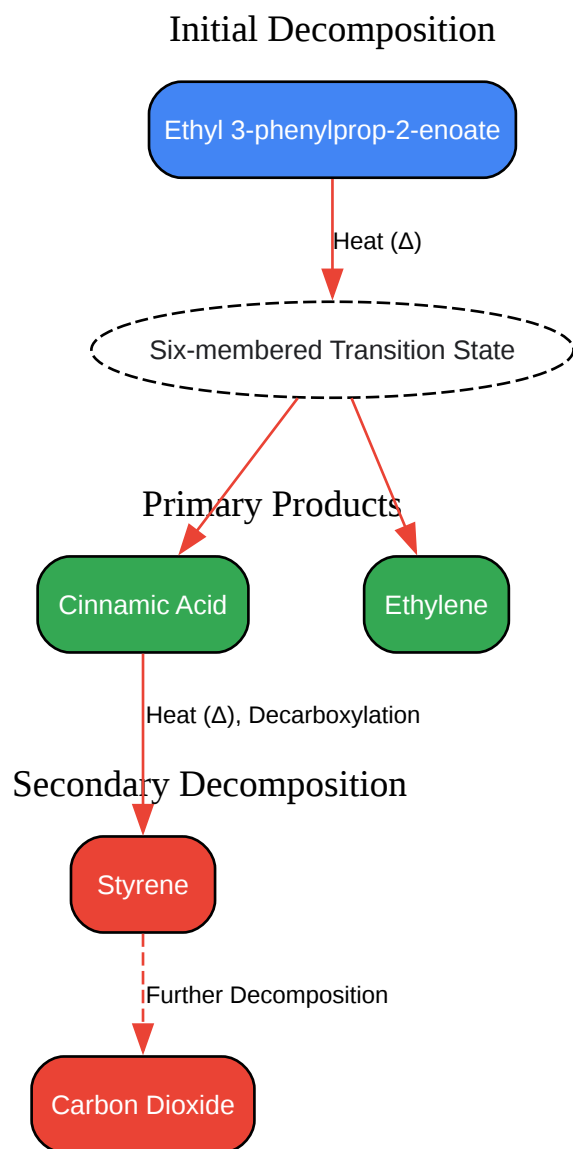 Initial Decomposition
Ethyl 3-phenylprop-2-enoate
Heat (Δ)
Six-membered Transition State
Primary Products
Cinnamic Acid
Ethylene
Heat (Δ), Decarboxylation
Secondary Decomposition
Styrene
Further Decomposition
Carbon Dioxide